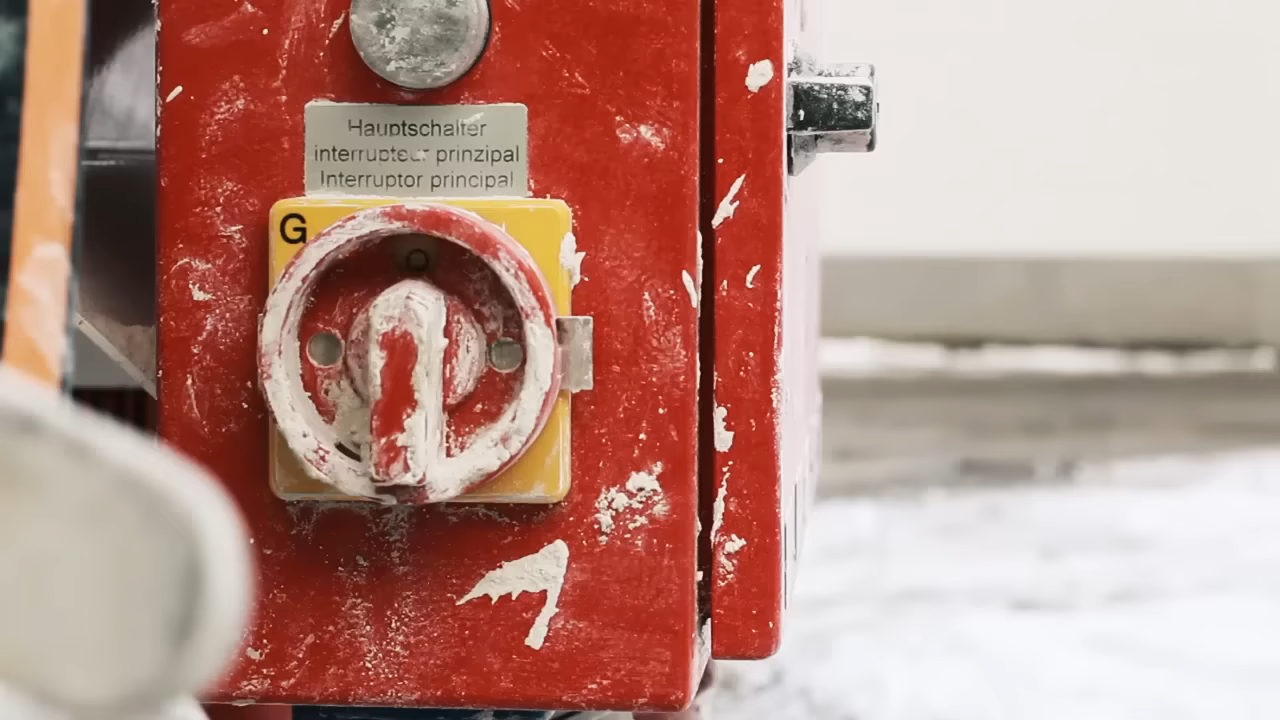 Hauptschalter
interrupteur prinzipal
Interruptor principal
G
O